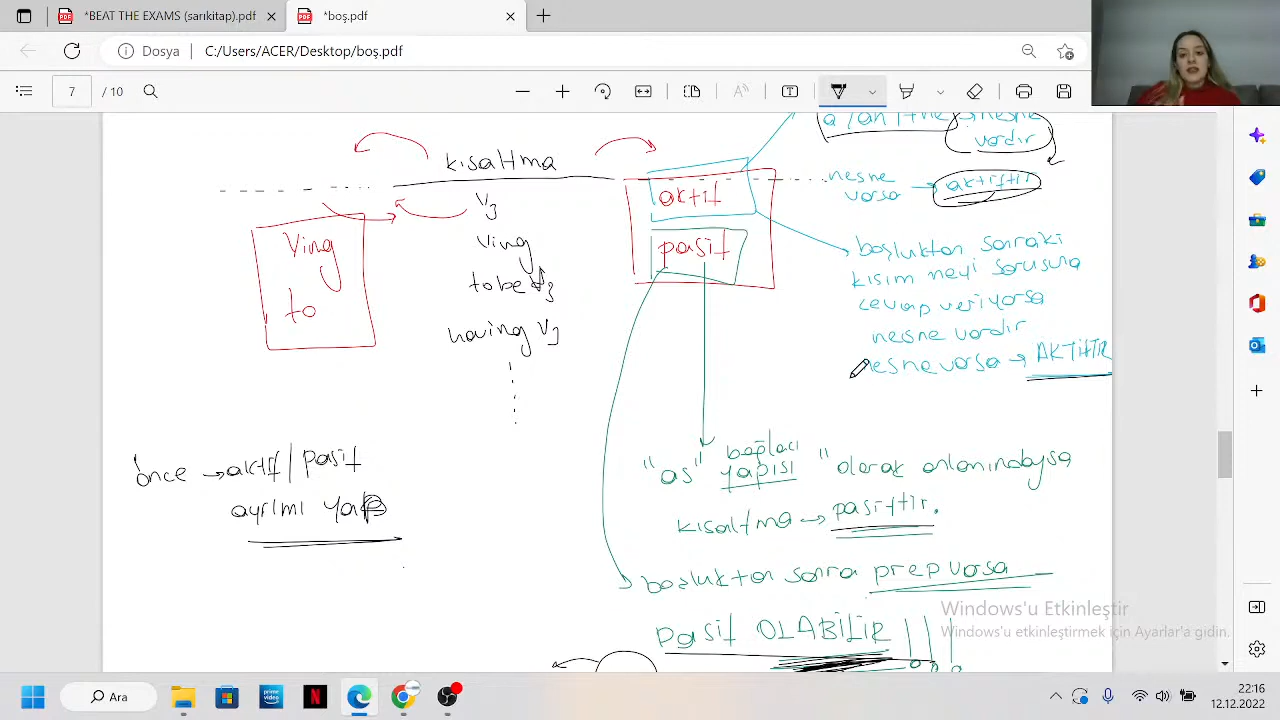 *BEAT THE EXAMS (sarıkitap).pdf
*boş.pdf
Dosya
C:/Users/ACER/Desktop/boş.pdf
7
/ 10
vardır
kısaltma
nesne
varsa → aktiftir
V3
aktif
Ving
Ving
pasif
to
to be V3
having V3
boşluktan sonraki
kısım neyi sorusuna
cevap veriyorsa
nesne vardır
nesne varsa → AKTİFTİR
önce → aktif / pasif
ayrımı yap
"as" bağlacı
yapısı "olarak anlamındaysa
kısaltma → pasiftir.
boşluktan sonra prep varsa
pasif OLABİLİR
Windows'u Etkinleştir
Windows'u etkinleştirmek için Ayarlar'a gidin.
Ara
prime
video
N
22:16
12.12.2022